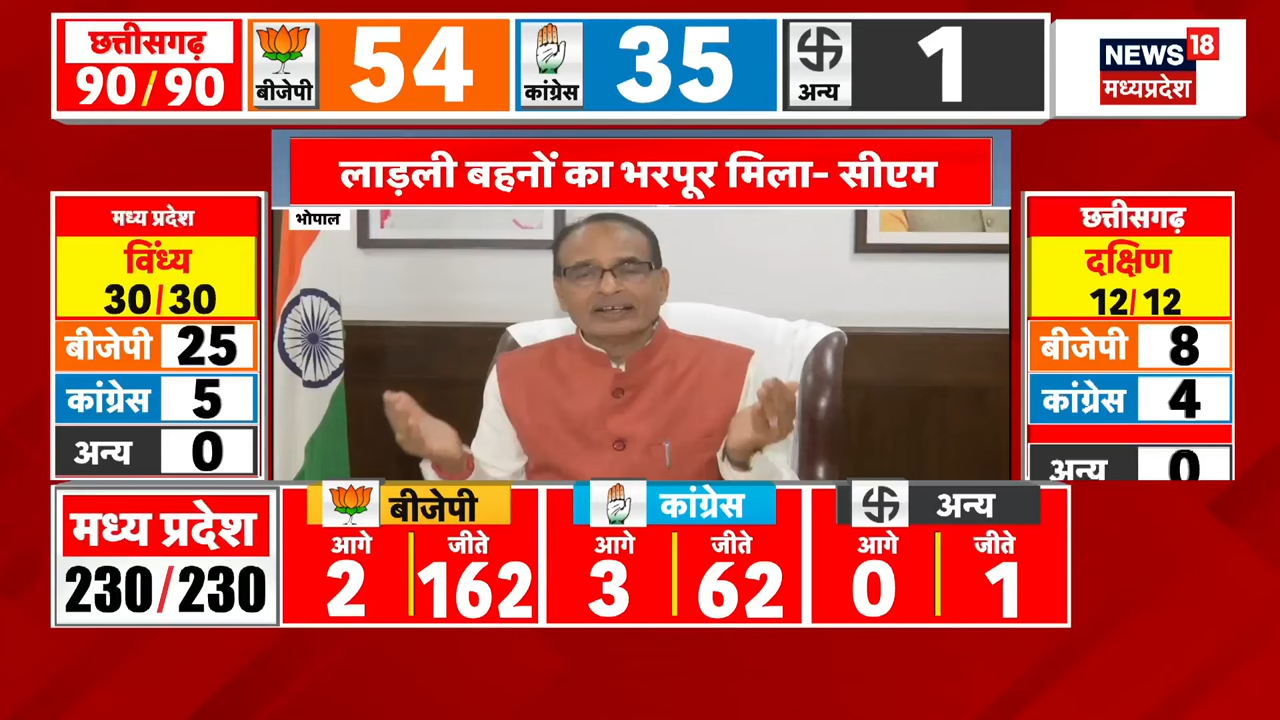 छत्तीसगढ़
90/90
बीजेपी
54
कांग्रेस
35
अन्य
1
NEWS 18
मध्यप्रदेश
लाड़ली बहनों का भरपूर मिला- सीएम
भोपाल
मध्य प्रदेश
विंध्य
30/30
बीजेपी 25
कांग्रेस 5
अन्य 0
छत्तीसगढ़
दक्षिण
12/12
बीजेपी 8
कांग्रेस 4
अन्य 0
मध्य प्रदेश
230/230
बीजेपी
आगे जीते
2 162
कांग्रेस
आगे जीते
3 62
अन्य
आगे जीते
0 1